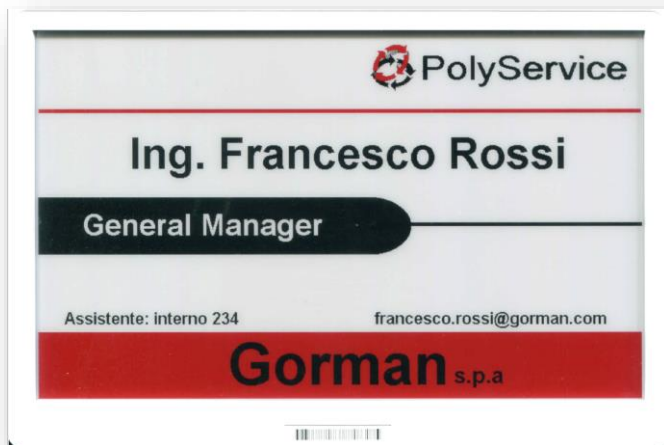 PolyService
Ing. Francesco Rossi
General Manager
Assistente: interno 234 francesco.rossi@gorman.com
Gorman s.p.a